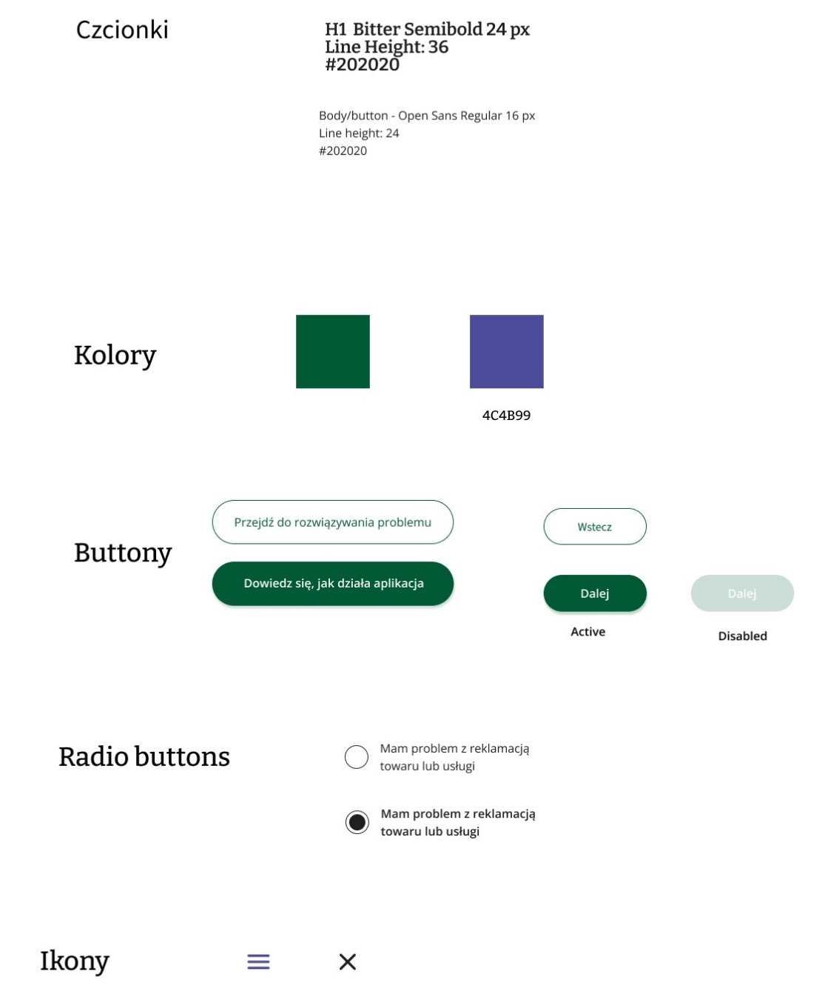 Czcionki
H1 Bitter Semibold 24 px
Line Height: 36
#202020
Body/button - Open Sans Regular 16 px
Line height: 24
#202020
Kolory
4C4B99
Buttony
Przejdź do rozwiązywania problemu
Dowiedz się, jak działa aplikacja
Wstecz
Dalej
Active
Dalej
Disabled
Radio buttons
Mam problem z reklamacją
towaru lub usługi
Mam problem z reklamacją
towaru lub usługi
Ikony